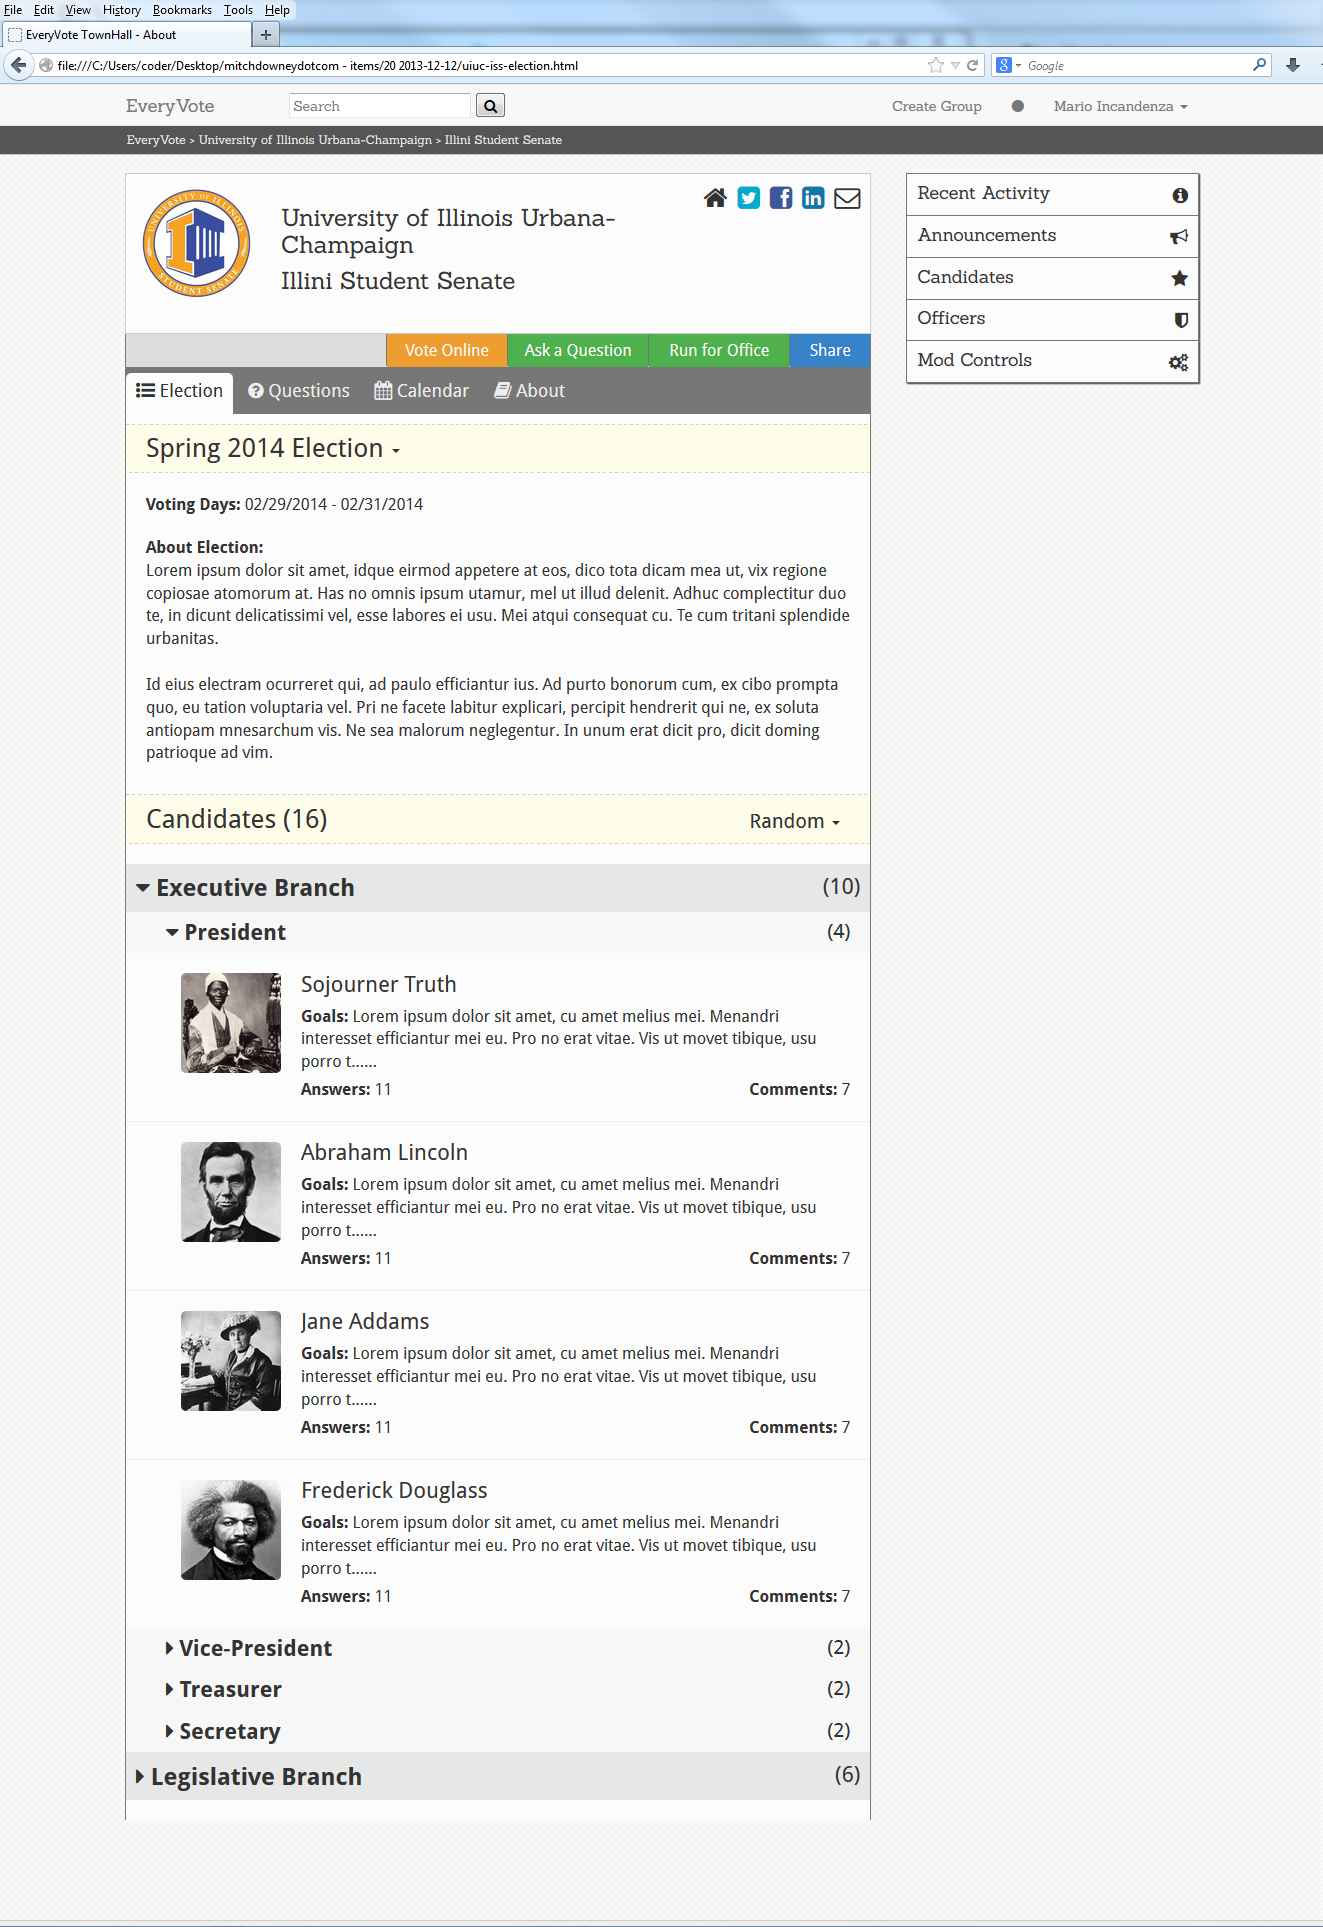 File Edit View History Bookmarks Tools Help
EveryVote TownHall - About
file:///C:/Users/coder/Desktop/mitchdowneydotcom - items/20 2013-12-12/uiuc-iss-election.html
Google
EveryVote
Search
Create Group
Mario Incandenza
EveryVote > University of Illinois Urbana-Champaign > Illini Student Senate
UNIVERSITY OF ILLINOIS
STUDENT SENATE
University of Illinois Urbana-
Champaign
Illini Student Senate
Recent Activity
Announcements
Candidates
Officers
Mod Controls
Vote Online
Ask a Question
Run for Office
Share
Election
Questions
Calendar
About
Spring 2014 Election
Voting Days: 02/29/2014 - 02/31/2014
About Election:
Lorem ipsum dolor sit amet, idque eirmod appetere at eos, dico tota dicam mea ut, vix regione
copiosae atomorum at. Has no omnis ipsum utamur, mel ut illud delenit. Adhuc complectitur duo
te, in dicunt delicatissimi vel, esse labores ei usu. Mei atqui consequat cu. Te cum tritani splendide
urbanitas.
Id eius electram ocurreret qui, ad paulo efficiantur ius. Ad purto bonorum cum, ex cibo prompta
quo, eu tation voluptaria vel. Pri ne facete labitur explicari, percipit hendrerit qui ne, ex soluta
antiopam mnesarchum vis. Ne sea malorum neglegentur. In unum erat dicit pro, dicit doming
patrioque ad vim.
Candidates (16)
Random
Executive Branch (10)
President (4)
Sojourner Truth
Goals: Lorem ipsum dolor sit amet, cu amet melius mei. Menandri
interesset efficiantur mei eu. Pro no erat vitae. Vis ut movet tibique, usu
porro t......
Answers: 11 Comments: 7
Abraham Lincoln
Goals: Lorem ipsum dolor sit amet, cu amet melius mei. Menandri
interesset efficiantur mei eu. Pro no erat vitae. Vis ut movet tibique, usu
porro t......
Answers: 11 Comments: 7
Jane Addams
Goals: Lorem ipsum dolor sit amet, cu amet melius mei. Menandri
interesset efficiantur mei eu. Pro no erat vitae. Vis ut movet tibique, usu
porro t......
Answers: 11 Comments: 7
Frederick Douglass
Goals: Lorem ipsum dolor sit amet, cu amet melius mei. Menandri
interesset efficiantur mei eu. Pro no erat vitae. Vis ut movet tibique, usu
porro t......
Answers: 11 Comments: 7
Vice-President (2)
Treasurer (2)
Secretary (2)
Legislative Branch (6)